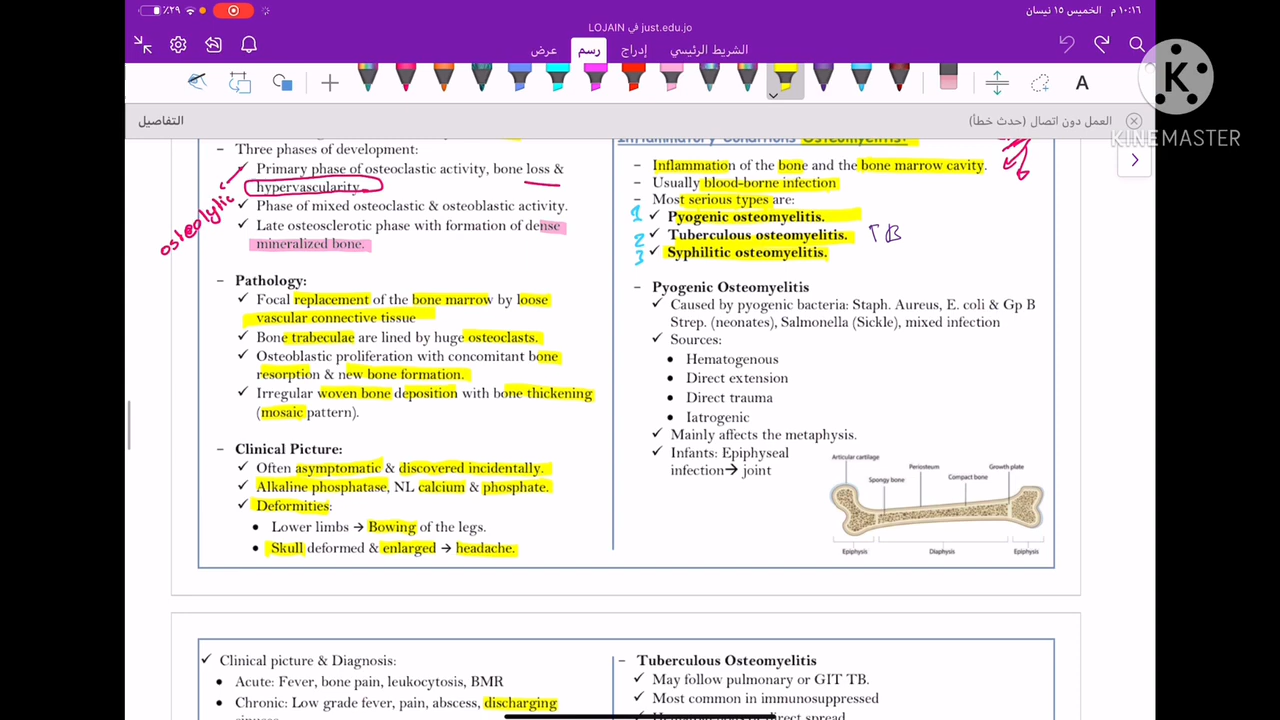 ٪٢٩
١٠:١٦ م الخميس ١٥ نيسان
LOJAIN في just.edu.jo
عرض
رسم
إدراج
الشريط الرئيسي
A
التفاصيل
العمل دون اتصال (حدث خطأ)
K
KINEMASTER
– Three phases of development:
✓ Primary phase of osteoclastic activity, bone loss &
hypervascularity
✓ Phase of mixed osteoclastic & osteoblastic activity.
✓ Late osteosclerotic phase with formation of dense
mineralized bone.
osteolytic
– Pathology:
✓ Focal replacement of the bone marrow by loose
vascular connective tissue
✓ Bone trabeculae are lined by huge osteoclasts.
✓ Osteoblastic proliferation with concomitant bone
resorption & new bone formation.
✓ Irregular woven bone deposition with bone thickening
(mosaic pattern).
– Clinical Picture:
✓ Often asymptomatic & discovered incidentally.
✓ Alkaline phosphatase, NL calcium & phosphate.
✓ Deformities:
• Lower limbs → Bowing of the legs.
• Skull deformed & enlarged → headache.
Inflammatory Conditions Osteomyelitis:
– Inflammation of the bone and the bone marrow cavity.
– Usually blood-borne infection
– Most serious types are:
1 ✓ Pyogenic osteomyelitis.
2 ✓ Tuberculous osteomyelitis. TB
3 ✓ Syphilitic osteomyelitis.
– Pyogenic Osteomyelitis
✓ Caused by pyogenic bacteria: Staph. Aureus, E. coli & Gp B
Strep. (neonates), Salmonella (Sickle), mixed infection
✓ Sources:
• Hematogenous
• Direct extension
• Direct trauma
• Iatrogenic
✓ Mainly affects the metaphysis.
✓ Infants: Epiphyseal
infection→ joint
Articular cartilage
Spongy bone
Periosteum
Compact bone
Growth plate
Epiphysis
Diaphysis
Epiphysis
✓ Clinical picture & Diagnosis:
• Acute: Fever, bone pain, leukocytosis, BMR
• Chronic: Low grade fever, pain, abscess, discharging
– Tuberculous Osteomyelitis
✓ May follow pulmonary or GIT TB.
✓ Most common in immunosuppressed